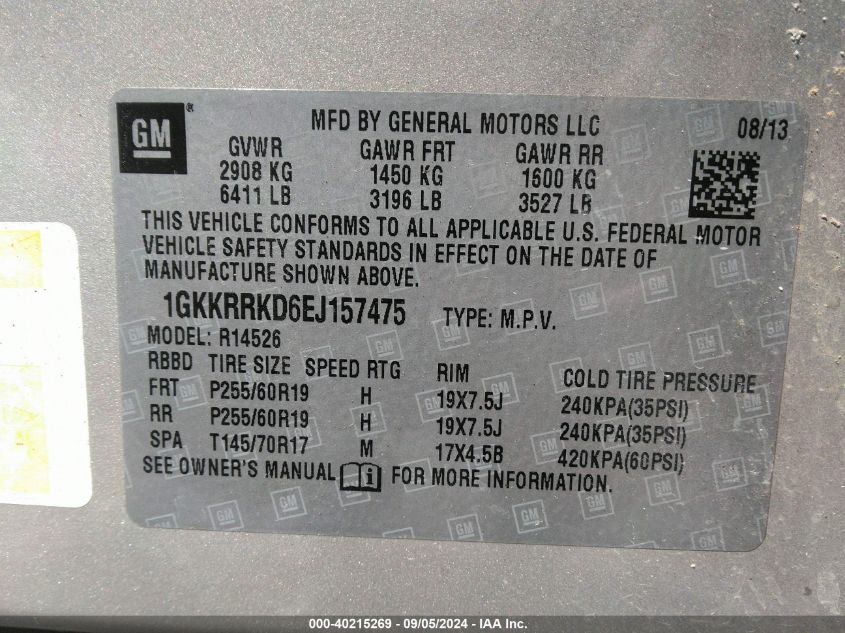 GM
®
MFD BY GENERAL MOTORS LLC 08/13
GVWR GAWR FRT GAWR RR
2908 KG 1450 KG 1600 KG
6411 LB 3196 LB 3527 LB
THIS VEHICLE CONFORMS TO ALL APPLICABLE U.S. FEDERAL MOTOR
VEHICLE SAFETY STANDARDS IN EFFECT ON THE DATE OF
MANUFACTURE SHOWN ABOVE.
1GKKRRKD6EJ157475 TYPE: M.P.V.
MODEL: R14526
RBBD TIRE SIZE SPEED RTG RIM COLD TIRE PRESSURE
FRT P255/60R19 H 19X7.5J 240KPA(35PSI)
RR P255/60R19 H 19X7.5J 240KPA(35PSI)
SPA T145/70R17 M 17X4.5B 420KPA(60PSI)
SEE OWNER'S MANUAL i FOR MORE INFORMATION.
000-40215269 - 09/05/2024 - IAA Inc.